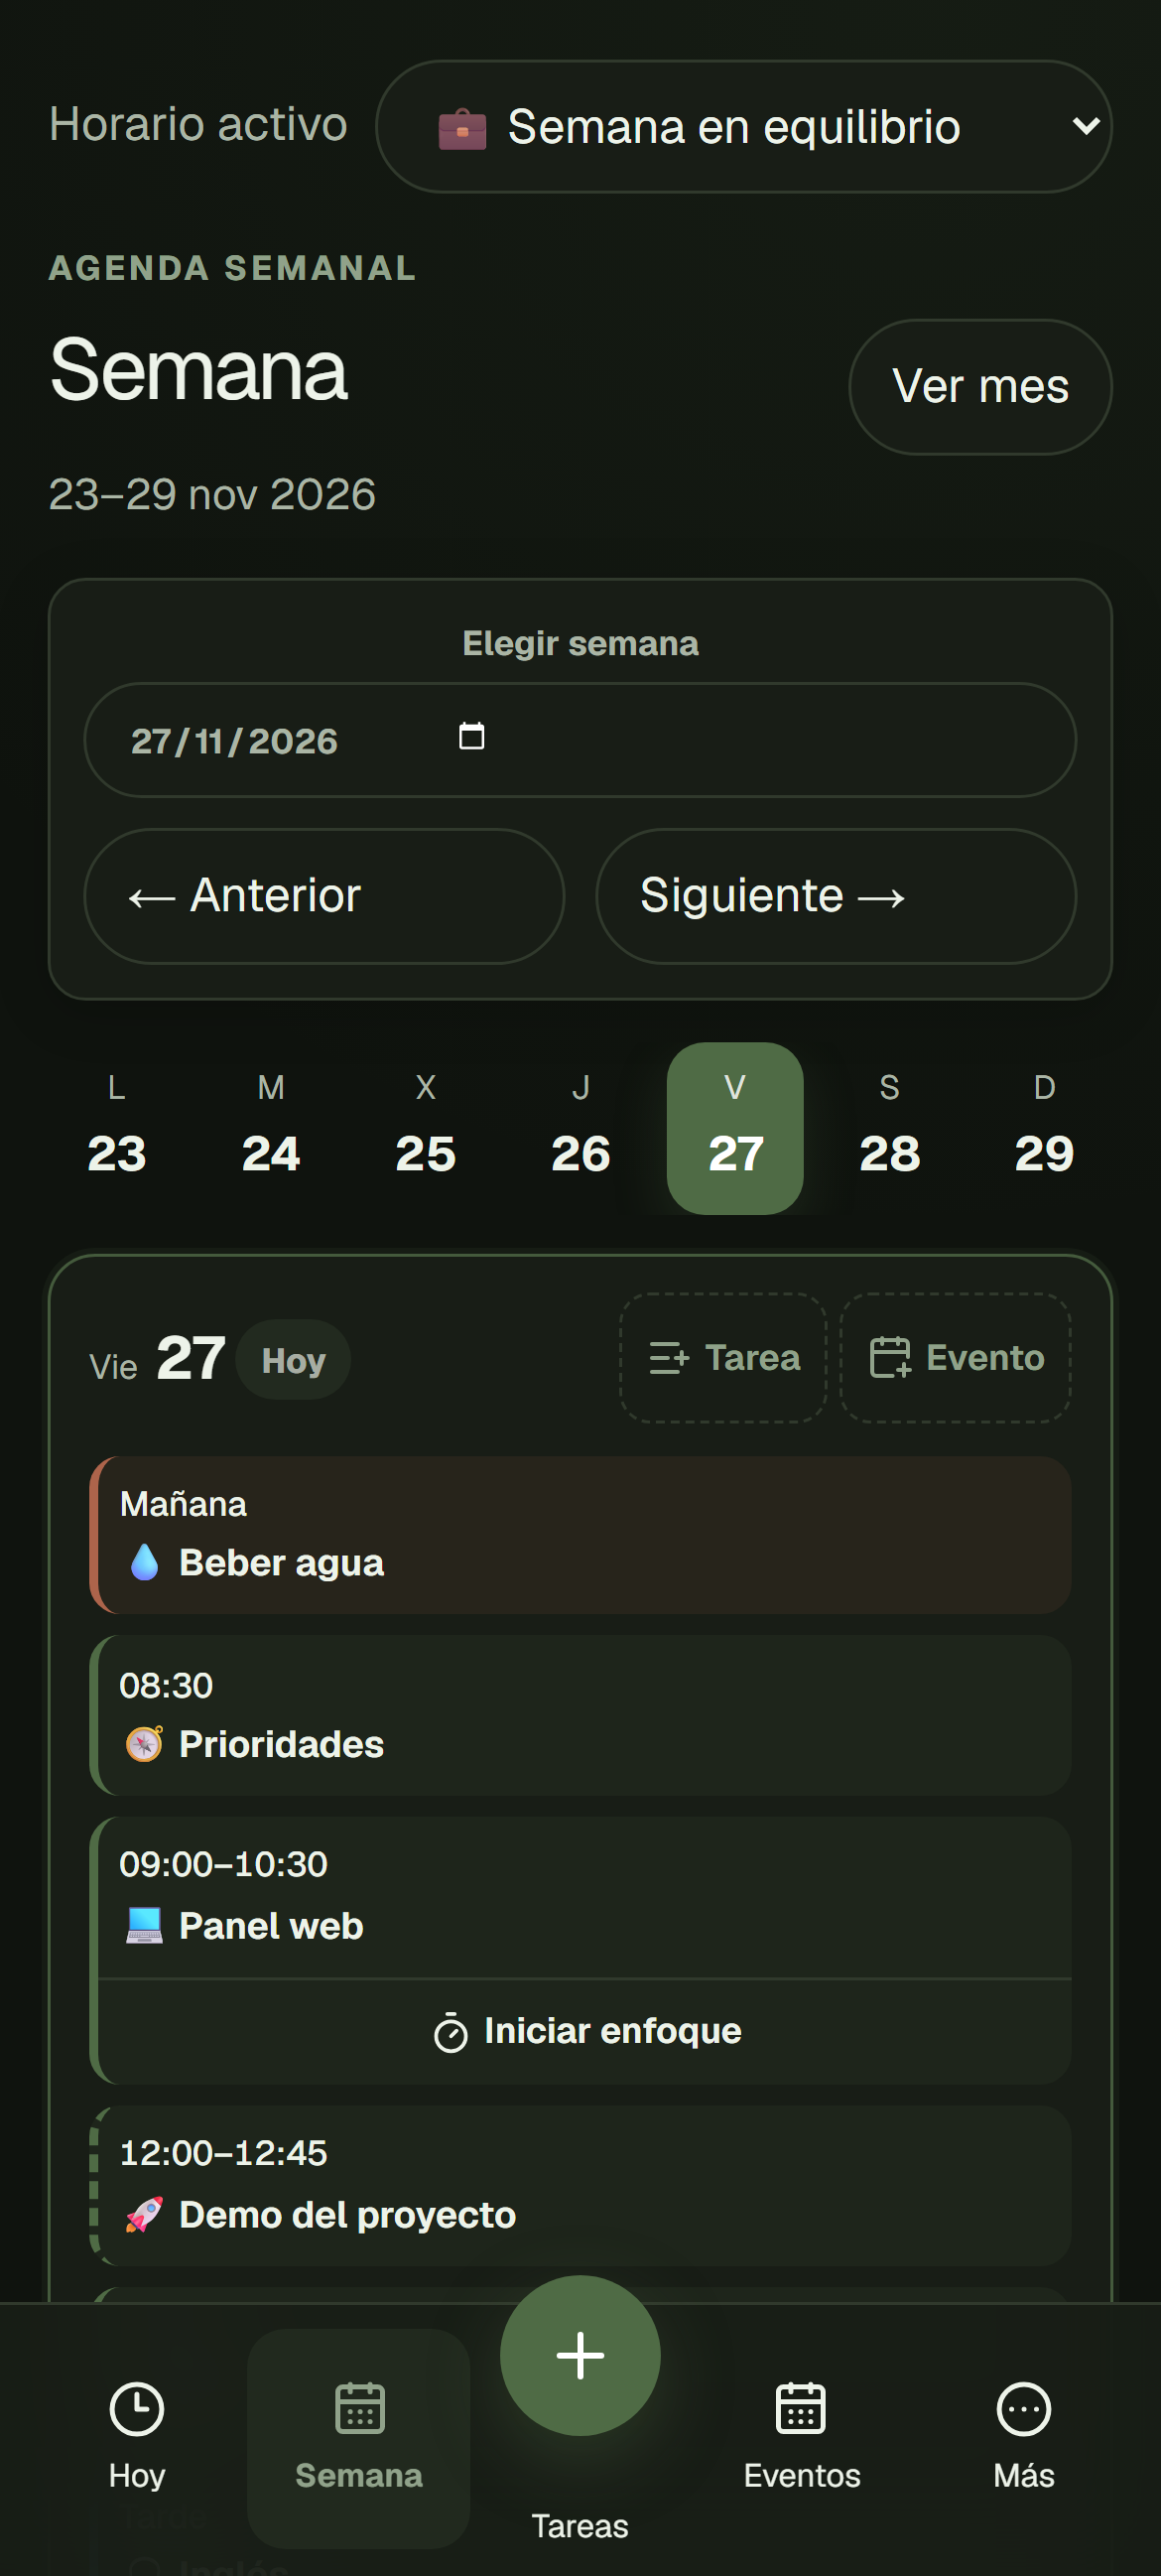 Horario activo
Semana en equilibrio
AGENDA SEMANAL
Semana
Ver mes
23–29 nov 2026
Elegir semana
27/11/2026
← Anterior
Siguiente →
L M X J V S D
23 24 25 26 27 28 29
Vie 27 Hoy
Tarea
Evento
Mañana
Beber agua
08:30
Prioridades
09:00–10:30
Panel web
Iniciar enfoque
12:00–12:45
Demo del proyecto
Hoy
Semana
Tareas
Eventos
Más
Tarde
Inglés